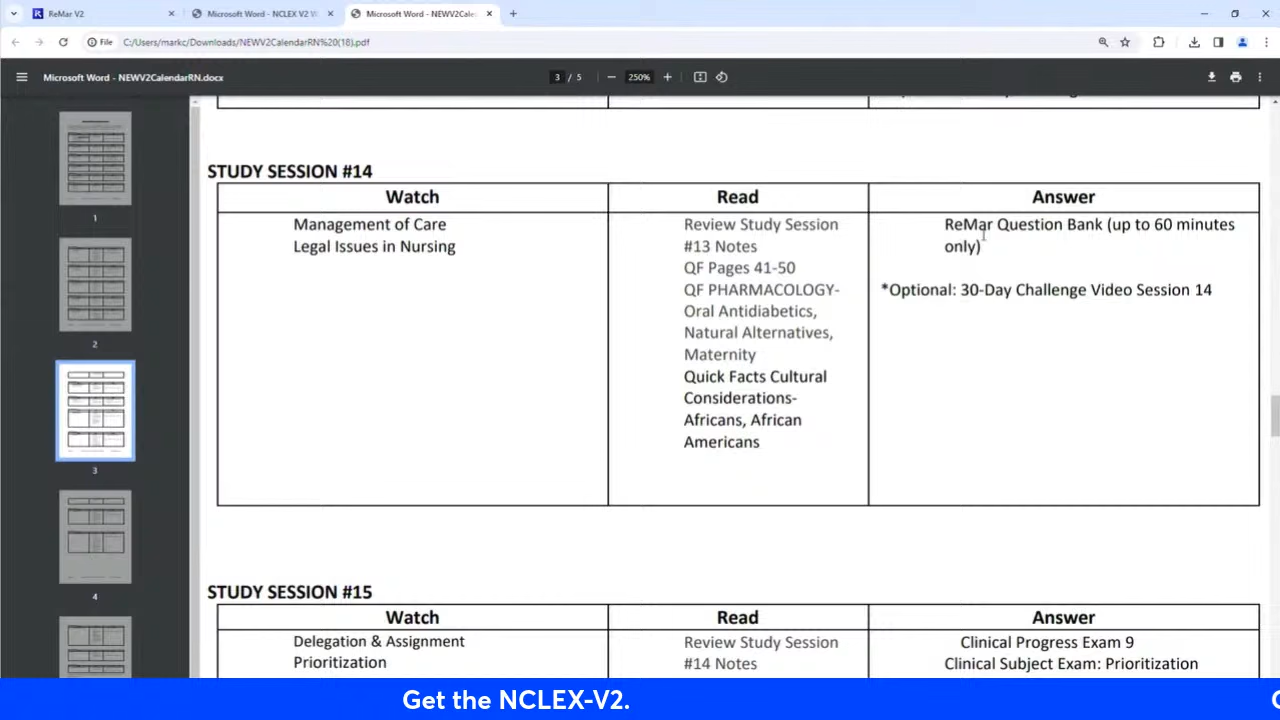 ReMar V2
Microsoft Word - NCLEX V2 W
Microsoft Word - NEWV2Cale
File
C:/Users/markc/Downloads/NEWV2CalendarRN%20(18).pdf
Microsoft Word - NEWV2CalendarRN.docx
3 / 5
250%
1
2
3
4
STUDY SESSION #14
Watch
Read
Answer
Management of Care
Legal Issues in Nursing
Review Study Session
#13 Notes
QF Pages 41-50
QF PHARMACOLOGY-
Oral Antidiabetics,
Natural Alternatives,
Maternity
Quick Facts Cultural
Considerations-
Africans, African
Americans
ReMar Question Bank (up to 60 minutes
only)
*Optional: 30-Day Challenge Video Session 14
STUDY SESSION #15
Watch
Read
Answer
Delegation & Assignment
Prioritization
Review Study Session
#14 Notes
Clinical Progress Exam 9
Clinical Subject Exam: Prioritization
Get the NCLEX-V2.